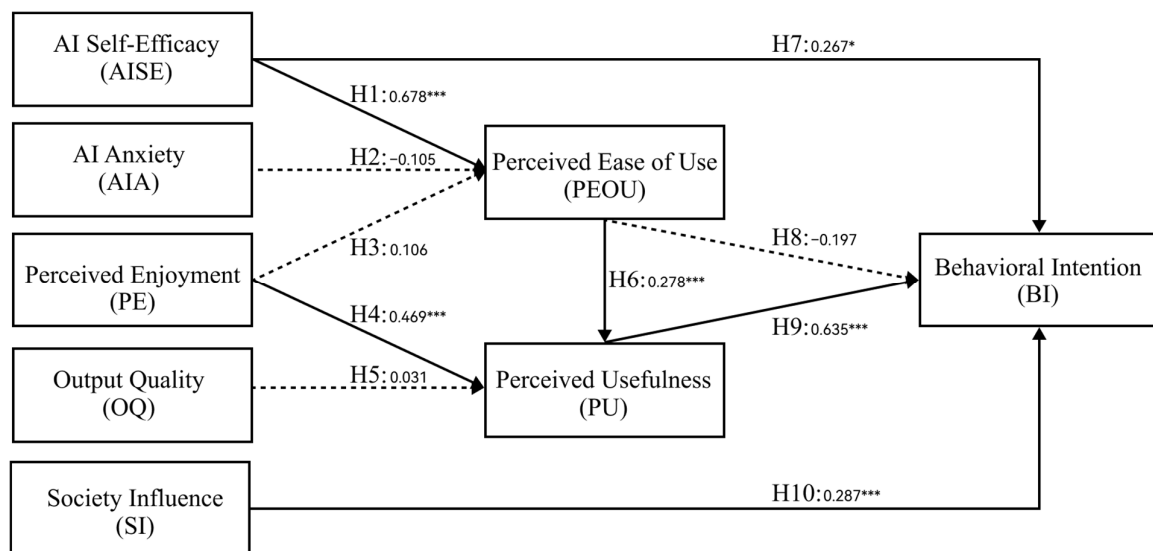 AI Self-Efficacy
(AISE)
H7:0.267*
H1:0.678***
AI Anxiety
(AIA)
H2:−0.105
Perceived Ease of Use
(PEOU)
Perceived Enjoyment
(PE)
H3:0.106
H8:−0.197
H6:0.278***
Behavioral Intention
(BI)
H4:0.469***
H9:0.635***
Output Quality
(OQ)
H5:0.031
Perceived Usefulness
(PU)
Society Influence
(SI)
H10:0.287***